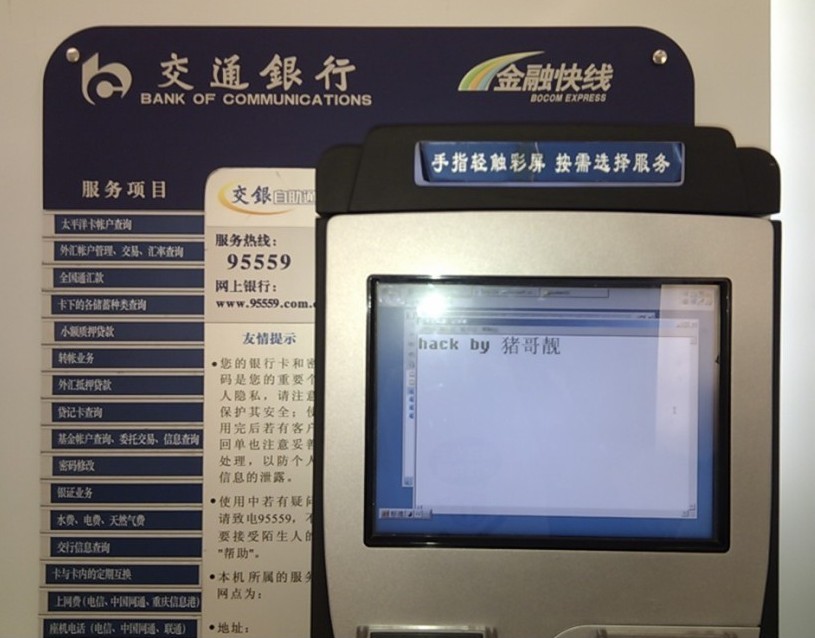 交通銀行
BANK OF COMMUNICATIONS
金融快线
BOCOM EXPRESS
手指轻触彩屏 按需选择服务
服务项目
太平洋卡帐户查询
外汇帐户管理、交易、汇率查询
全国通汇款
卡下的各储蓄种类查询
小额质押贷款
转帐业务
外汇抵押贷款
贷记卡查询
基金帐户查询、委托交易、信息查询
密码修改
银证业务
水费、电费、天然气费
交行信息查询
卡与卡内的定期互换
上网费(电信、中国网通、重庆信息港)
座机电话(电信、中国网通、联通)
交銀自助通
服务热线:
95559
网上银行:
www.95559.com.c
友情提示
•您的银行卡和密
码是您的重要个
人隐私,请注意
保护其安全;使
用完后若有客户
回单也注意妥善
处理,以防个人
信息的泄露。
•使用中若有疑问
请致电95559,不
要接受陌生人的
"帮助"。
•本机所属的服务
网点为:
•地址:
hack by 猪哥靓